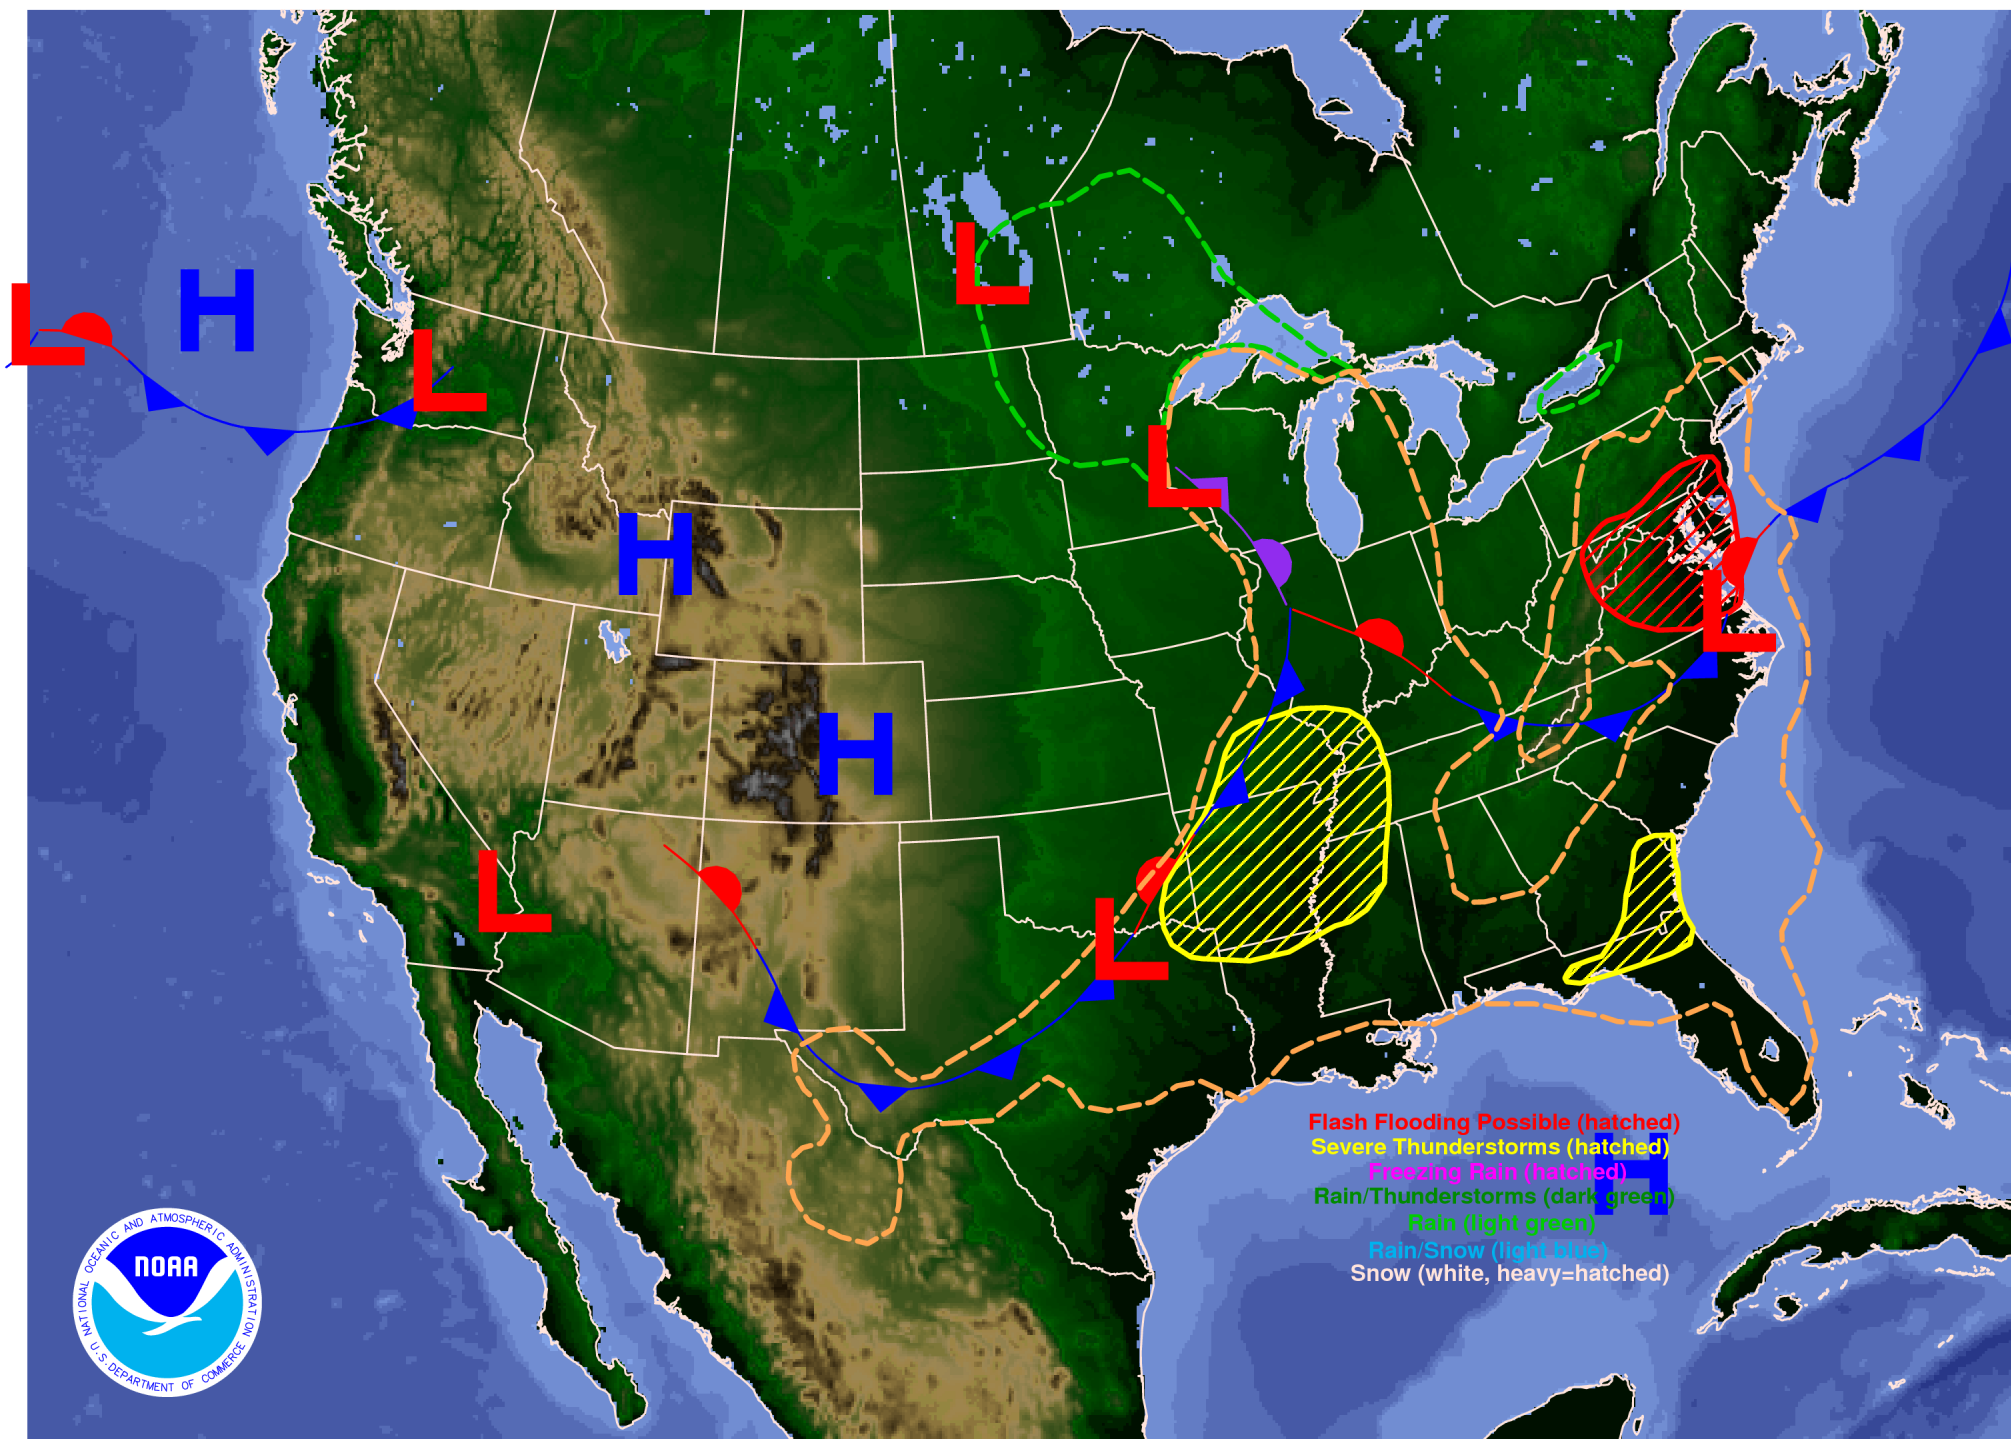 L
H
L
L
L
H
H
L
L
L
Flash Flooding Possible (hatched)
Severe Thunderstorms (hatched)
Freezing Rain (hatched)
H
Rain/Thunderstorms (dark green)
Rain (light green)
Rain/Snow (light blue)
Snow (white, heavy=hatched)
NATIONAL OCEANIC AND ATMOSPHERIC ADMINISTRATION
NOAA
U.S. DEPARTMENT OF COMMERCE